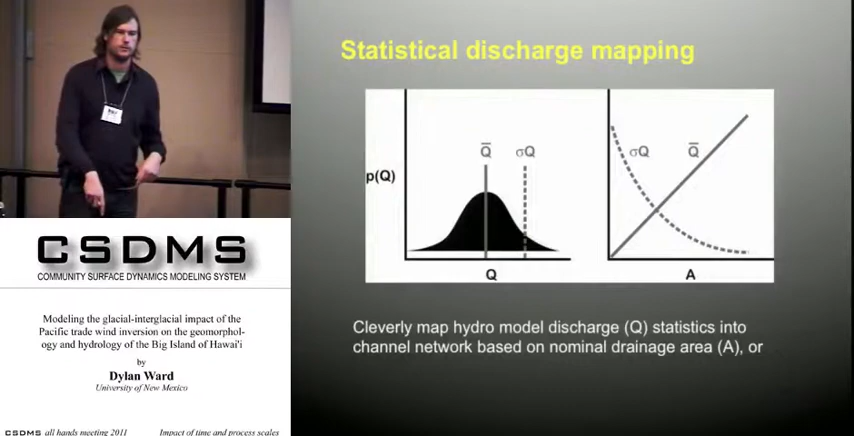 CSDMS
COMMUNITY SURFACE DYNAMICS MODELING SYSTEM
Modeling the glacial-interglacial impact of the
Pacific trade wind inversion on the geomorphol-
ogy and hydrology of the Big Island of Hawai'i
by
Dylan Ward
University of New Mexico
CSDMS all hands meeting 2011
Impact of time and process scales
Statistical discharge mapping
p(Q)
Q̅
σQ
Q
σQ
Q̅
A
Cleverly map hydro model discharge (Q) statistics into
channel network based on nominal drainage area (A), or